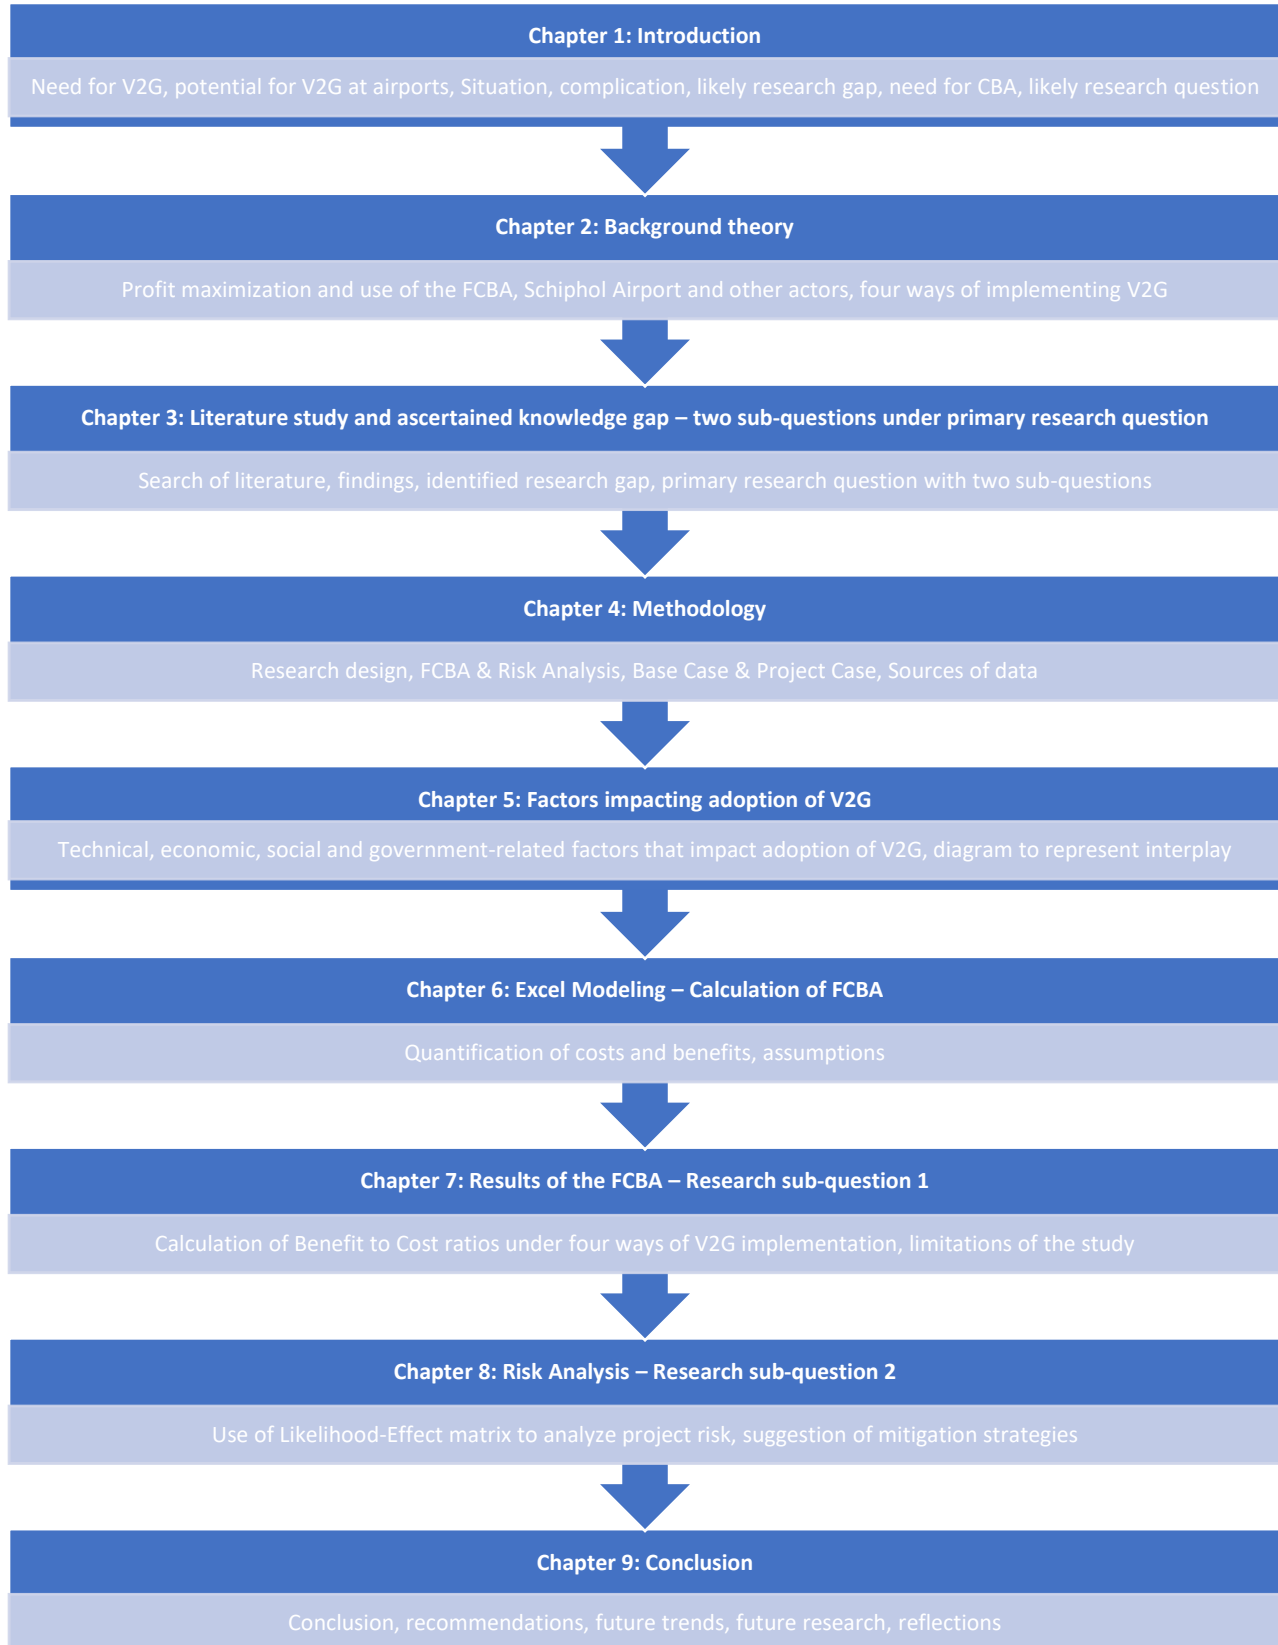 Chapter 1: Introduction
Need for V2G, potential for V2G at airports, Situation, complication, likely research gap, need for CBA, likely research question
Chapter 2: Background theory
Profit maximization and use of the FCBA, Schiphol Airport and other actors, four ways of implementing V2G
Chapter 3: Literature study and ascertained knowledge gap – two sub-questions under primary research question
Search of literature, findings, identified research gap, primary research question with two sub-questions
Chapter 4: Methodology
Research design, FCBA & Risk Analysis, Base Case & Project Case, Sources of data
Chapter 5: Factors impacting adoption of V2G
Technical, economic, social and government-related factors that impact adoption of V2G, diagram to represent interplay
Chapter 6: Excel Modeling – Calculation of FCBA
Quantification of costs and benefits, assumptions
Chapter 7: Results of the FCBA – Research sub-question 1
Calculation of Benefit to Cost ratios under four ways of V2G implementation, limitations of the study
Chapter 8: Risk Analysis – Research sub-question 2
Use of Likelihood-Effect matrix to analyze project risk, suggestion of mitigation strategies
Chapter 9: Conclusion
Conclusion, recommendations, future trends, future research, reflections